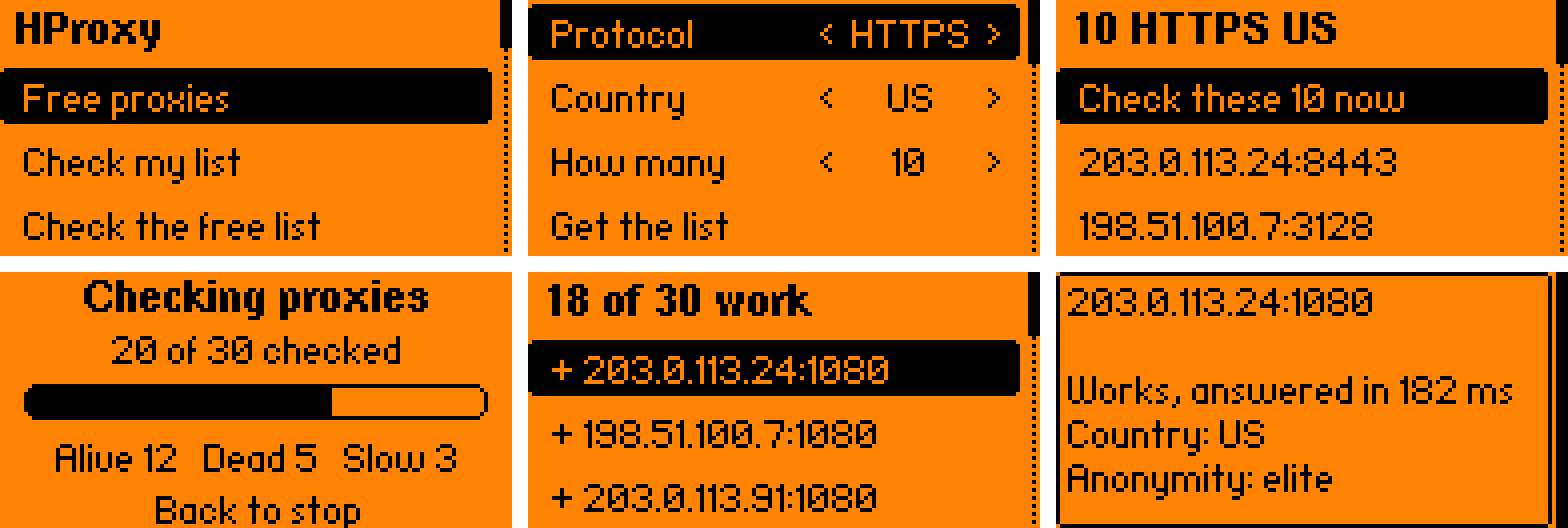 HProxy
Free proxies
Check my list
Check the free list
Protocol < HTTPS >
Country < US >
How many < 10 >
Get the list
10 HTTPS US
Check these 10 now
203.0.113.24:8443
198.51.100.7:3128
Checking proxies
20 of 30 checked
Alive 12 Dead 5 Slow 3
Back to stop
18 of 30 work
+ 203.0.113.24:1080
+ 198.51.100.7:1080
+ 203.0.113.91:1080
203.0.113.24:1080
Works, answered in 182 ms
Country: US
Anonymity: elite